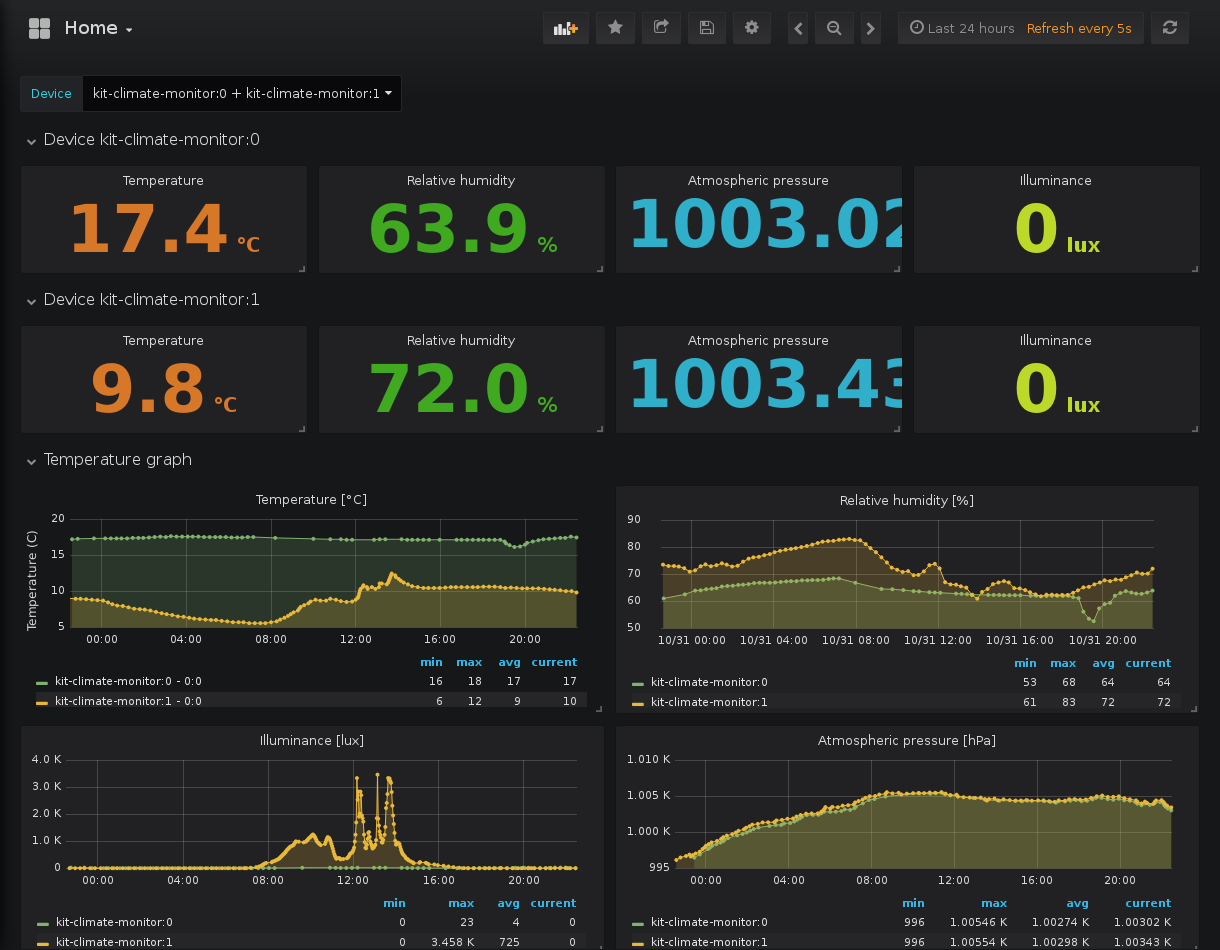 Home
Last 24 hours Refresh every 5s
Device kit-climate-monitor:0 + kit-climate-monitor:1
Device kit-climate-monitor:0
Temperature Relative humidity Atmospheric pressure Illuminance
17.4 °C 63.9 % 1003.02 0 lux
Device kit-climate-monitor:1
Temperature Relative humidity Atmospheric pressure Illuminance
9.8 °C 72.0 % 1003.43 0 lux
Temperature graph
Temperature [°C]
Temperature (C)
20
15
10
5
00:00 04:00 08:00 12:00 16:00 20:00
min max avg current
kit-climate-monitor:0 - 0:0 16 18 17 17
kit-climate-monitor:1 - 0:0 6 12 9 10
Relative humidity [%]
90
80
70
60
50
10/31 00:00 10/31 04:00 10/31 08:00 10/31 12:00 10/31 16:00 10/31 20:00
min max avg current
kit-climate-monitor:0 53 68 64 64
kit-climate-monitor:1 61 83 72 72
Illuminance [lux]
4.0 K
3.0 K
2.0 K
1.0 K
0
00:00 04:00 08:00 12:00 16:00 20:00
min max avg current
kit-climate-monitor:0 0 23 4 0
kit-climate-monitor:1 0 3.458 K 725 0
Atmospheric pressure [hPa]
1.010 K
1.005 K
1.000 K
995
00:00 04:00 08:00 12:00 16:00 20:00
min max avg current
kit-climate-monitor:0 996 1.00546 K 1.00274 K 1.00302 K
kit-climate-monitor:1 996 1.00554 K 1.00298 K 1.00343 K